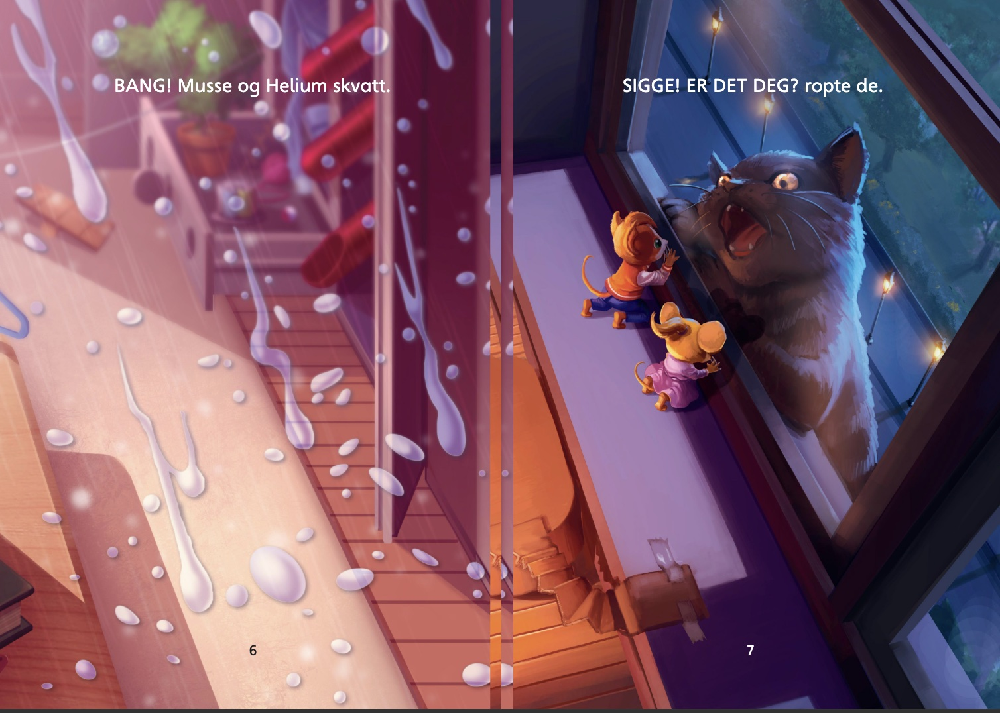 BANG! Musse og Helium skvatt.
6
SIGGE! ER DET DEG? ropte de.
7